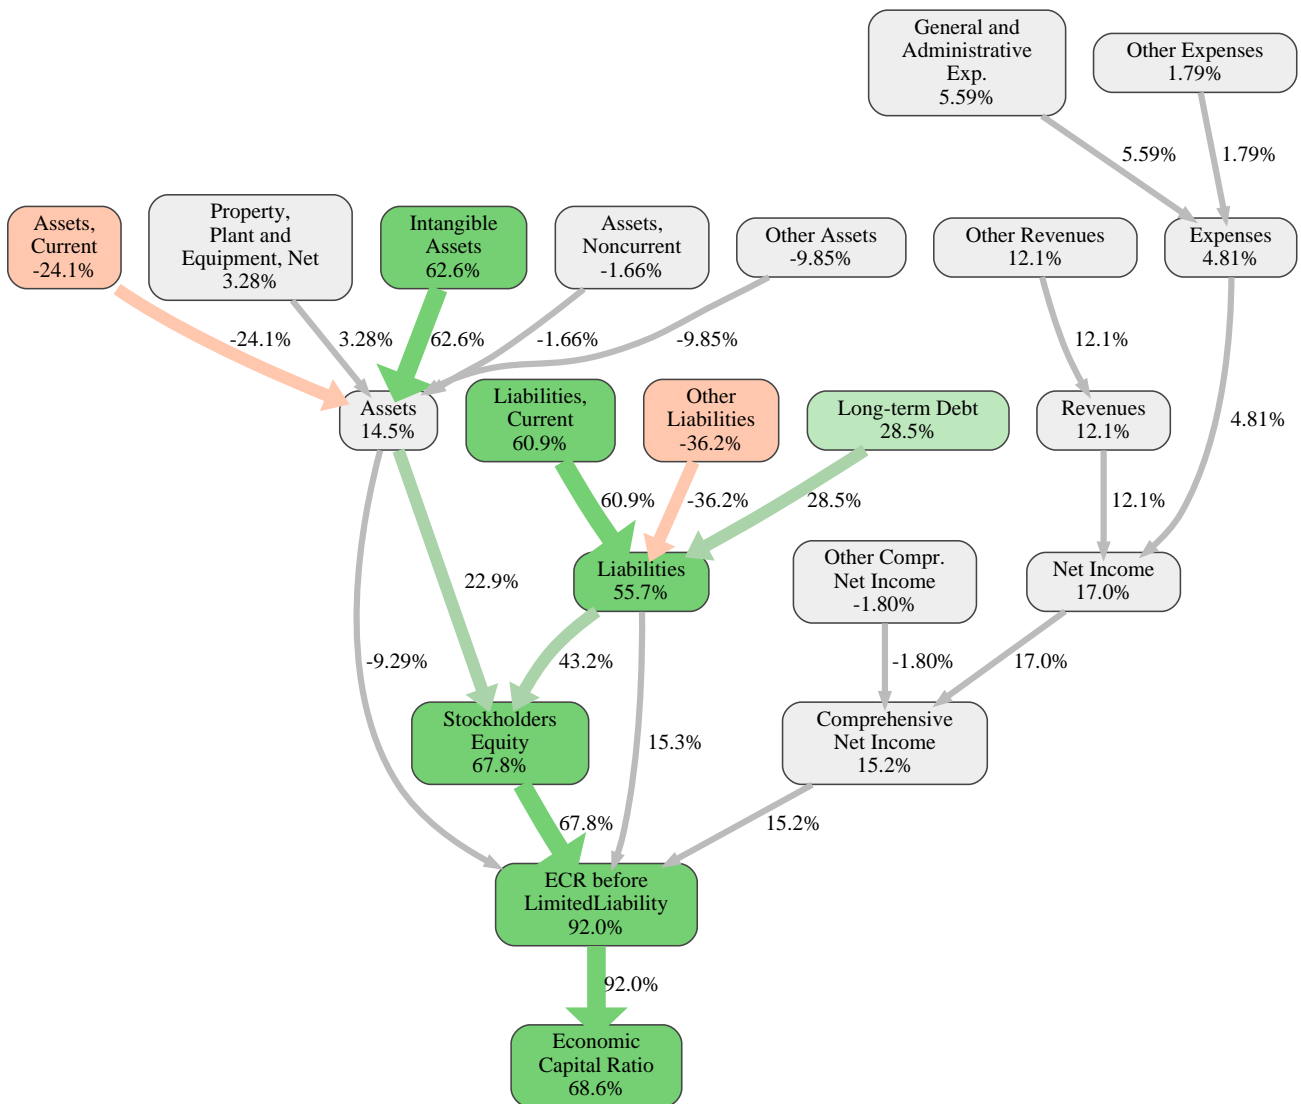 General and
Administrative
Exp.
5.59%
Other Expenses
1.79%
5.59%
1.79%
Assets,
Current
-24.1%
Property,
Plant and
Equipment, Net
3.28%
Intangible
Assets
62.6%
Assets,
Noncurrent
-1.66%
Other Assets
-9.85%
Other Revenues
12.1%
Expenses
4.81%
-24.1%
3.28%
62.6%
-1.66%
-9.85%
12.1%
Assets
14.5%
Liabilities,
Current
60.9%
Other
Liabilities
-36.2%
Long-term Debt
28.5%
Revenues
12.1%
4.81%
60.9%
-36.2%
28.5%
12.1%
22.9%
Liabilities
55.7%
Other Compr.
Net Income
-1.80%
Net Income
17.0%
-9.29%
43.2%
-1.80%
17.0%
Stockholders
Equity
67.8%
15.3%
Comprehensive
Net Income
15.2%
67.8%
15.2%
ECR before
LimitedLiability
92.0%
92.0%
Economic
Capital Ratio
68.6%